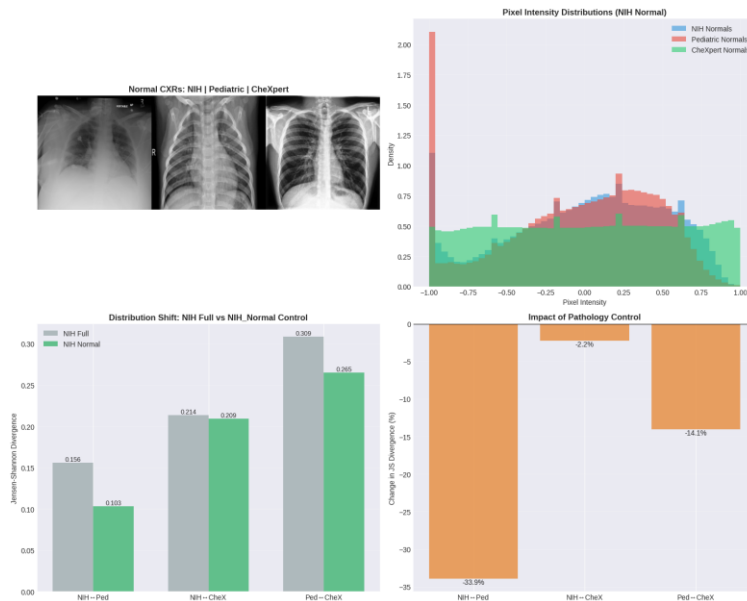 Normal CXRs: NIH | Pediatric | CheXpert
Pixel Intensity Distributions (NIH Normal)
NIH Normals
Pediatric Normals
CheXpert Normals
Density
2.00
1.75
1.50
1.25
1.00
0.75
0.50
0.25
0.00
−1.00 −0.75 −0.50 −0.25 0.00 0.25 0.50 0.75 1.00
Pixel Intensity
Distribution Shift: NIH Full vs NIH_Normal Control
NIH Full
NIH Normal
Jensen-Shannon Divergence
0.30
0.25
0.20
0.15
0.10
0.05
0.00
0.156
0.103
0.214
0.209
0.309
0.265
NIH↔Ped NIH↔CheX Ped↔CheX
Impact of Pathology Control
Change in JS Divergence (%)
0
−5
−10
−15
−20
−25
−30
−35
-33.9%
-2.2%
-14.1%
NIH↔Ped NIH↔CheX Ped↔CheX